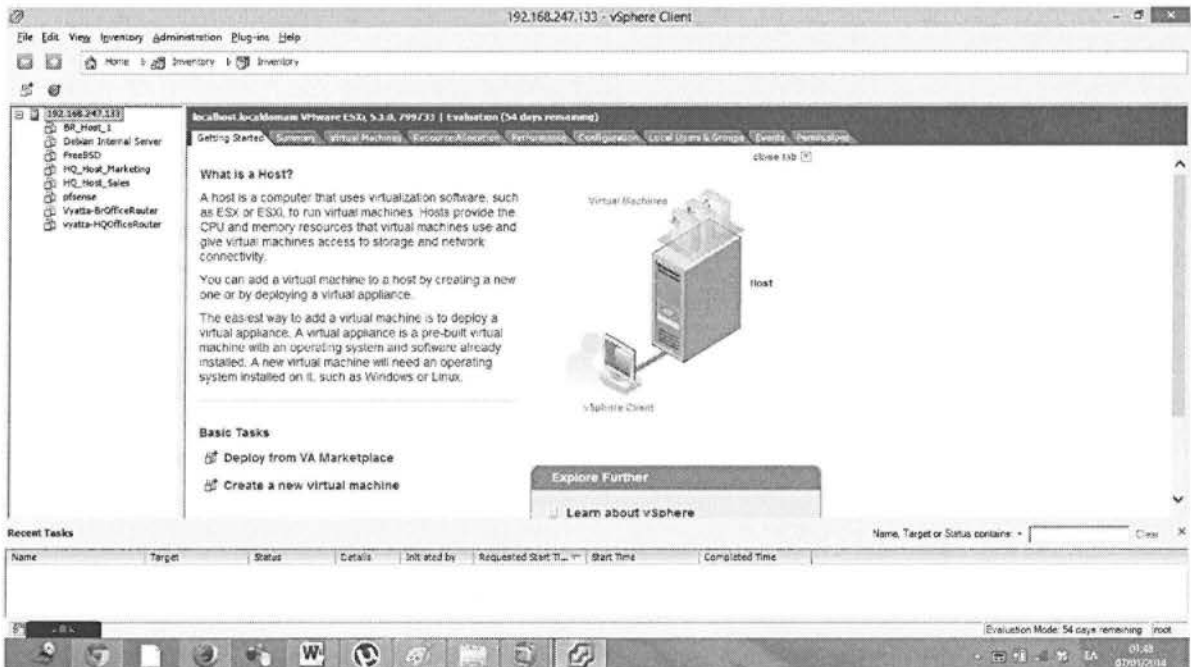 192.168.247.133 - vSphere Client
File Edit View Inventory Administration Plug-ins Help
Home Inventory Inventory
192.168.247.133
BR_Host_1
Debian Internal Server
FreeBSD
HQ_Host_Marketing
HQ_Host_Sales
pfsense
Vyatta-BrOfficeRouter
vyatta-HQOfficeRouter
localhost.localdomain VMware ESXi, 5.1.0, 799733 | Evaluation (54 days remaining)
Getting Started Summary Virtual Machines Resource Allocation Performance Configuration Local Users & Groups Events Permissions
close tab
What is a Host?
A host is a computer that uses virtualization software, such
as ESX or ESXi, to run virtual machines. Hosts provide the
CPU and memory resources that virtual machines use and
give virtual machines access to storage and network
connectivity.
You can add a virtual machine to a host by creating a new
one or by deploying a virtual appliance.
The easiest way to add a virtual machine is to deploy a
virtual appliance. A virtual appliance is a pre-built virtual
machine with an operating system and software already
installed. A new virtual machine will need an operating
system installed on it, such as Windows or Linux.
Virtual Machines
Host
vSphere Client
Basic Tasks
Deploy from VA Marketplace
Create a new virtual machine
Explore Further
Learn about vSphere
Recent Tasks
Name, Target or Status contains:
Clear
Name Target Status Details Initiated by Requested Start Ti... Start Time Completed Time
Evaluation Mode: 54 days remaining root
01:48
07/01/2014